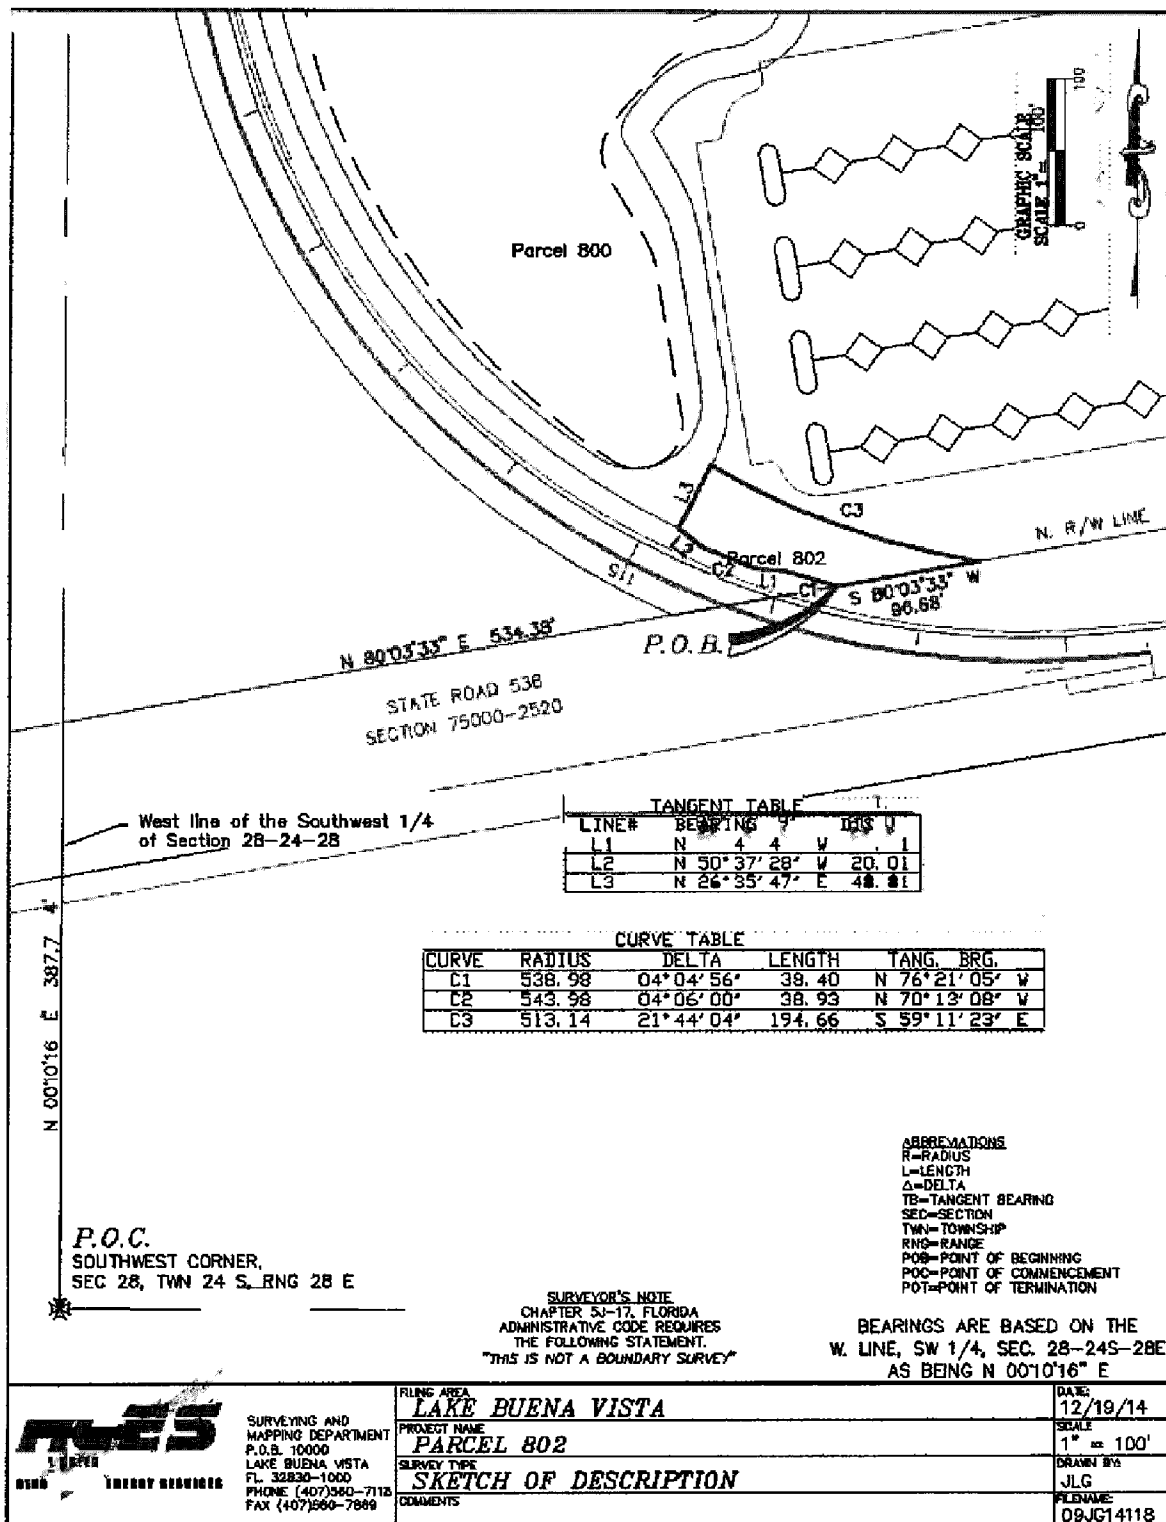 GRAPHIC SCALE
SCALE 1" = 100'
0
100
Parcel 800
L3
C3
N. R/W LINE
L2
Parcel 802
C2
L1
C1
S 80°03'33" W
96.68'
P.O.B.
N 80°03'33" E 534.38'
STATE ROAD 536
SECTION 75000-2520
West line of the Southwest 1/4
of Section 28-24-28
N 00°10'16 E 387.7 4'
TANGENT TABLE
LINE# BEARING
L1 N 4 4 W 1
L2 N 50°37'28" W 20.01
L3 N 26°35'47" E
CURVE TABLE
CURVE RADIUS DELTA LENGTH TANG. BRG.
C1 538.98 04°04'56" 38.40 N 76°21'05" W
C2 543.98 04°06'00" 38.93 N 70°13'08" W
C3 513.14 21°44'04" 194.66 S 59°11'23" E
ABBREVIATIONS
R=RADIUS
L=LENGTH
Δ=DELTA
TB=TANGENT BEARING
SEC=SECTION
TWN=TOWNSHIP
RNG=RANGE
POB=POINT OF BEGINNING
POC=POINT OF COMMENCEMENT
POT=POINT OF TERMINATION
P.O.C.
SOUTHWEST CORNER,
SEC 28, TWN 24 S, RNG 28 E
SURVEYOR'S NOTE
CHAPTER 5J-17, FLORIDA
ADMINISTRATIVE CODE REQUIRES
THE FOLLOWING STATEMENT.
"THIS IS NOT A BOUNDARY SURVEY"
BEARINGS ARE BASED ON THE
W. LINE, SW 1/4, SEC. 28-24S-28E
AS BEING N 00°10'16" E
ENERGY SERVICES
SURVEYING AND
MAPPING DEPARTMENT
P.O.B. 10000
LAKE BUENA VISTA
FL. 32830-1000
PHONE (407)560-7118
FAX (407)560-7889
FILING AREA
LAKE BUENA VISTA
PROJECT NAME
PARCEL 802
SURVEY TYPE
SKETCH OF DESCRIPTION
COMMENTS
DATE:
12/19/14
SCALE
1" = 100'
DRAWN BY:
JLG
FILENAME:
09JG14118